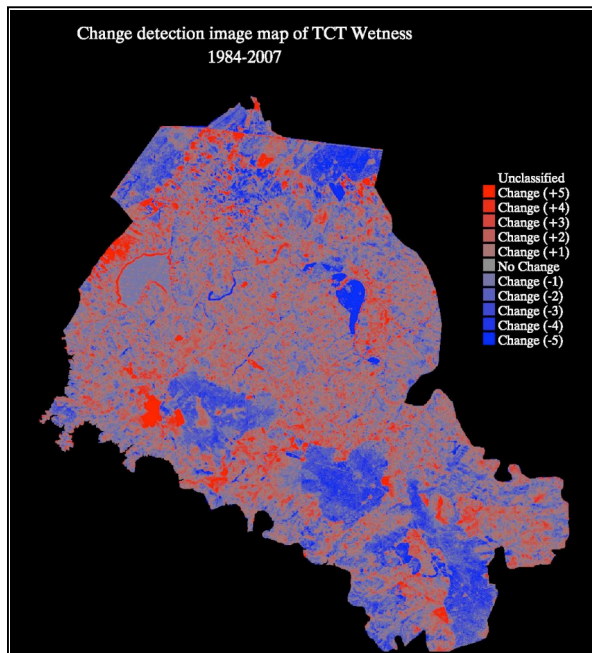 Change detection image map of TCT Wetness
1984-2007
Unclassified
Change (+5)
Change (+4)
Change (+3)
Change (+2)
Change (+1)
No Change
Change (-1)
Change (-2)
Change (-3)
Change (-4)
Change (-5)